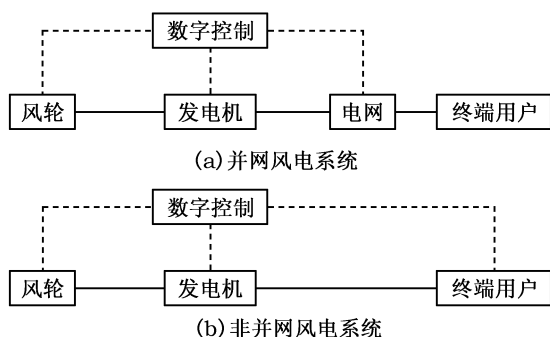 数字控制
风轮 发电机 电网 终端用户
(a)并网风电系统
数字控制
风轮 发电机 终端用户
(b)非并网风电系统